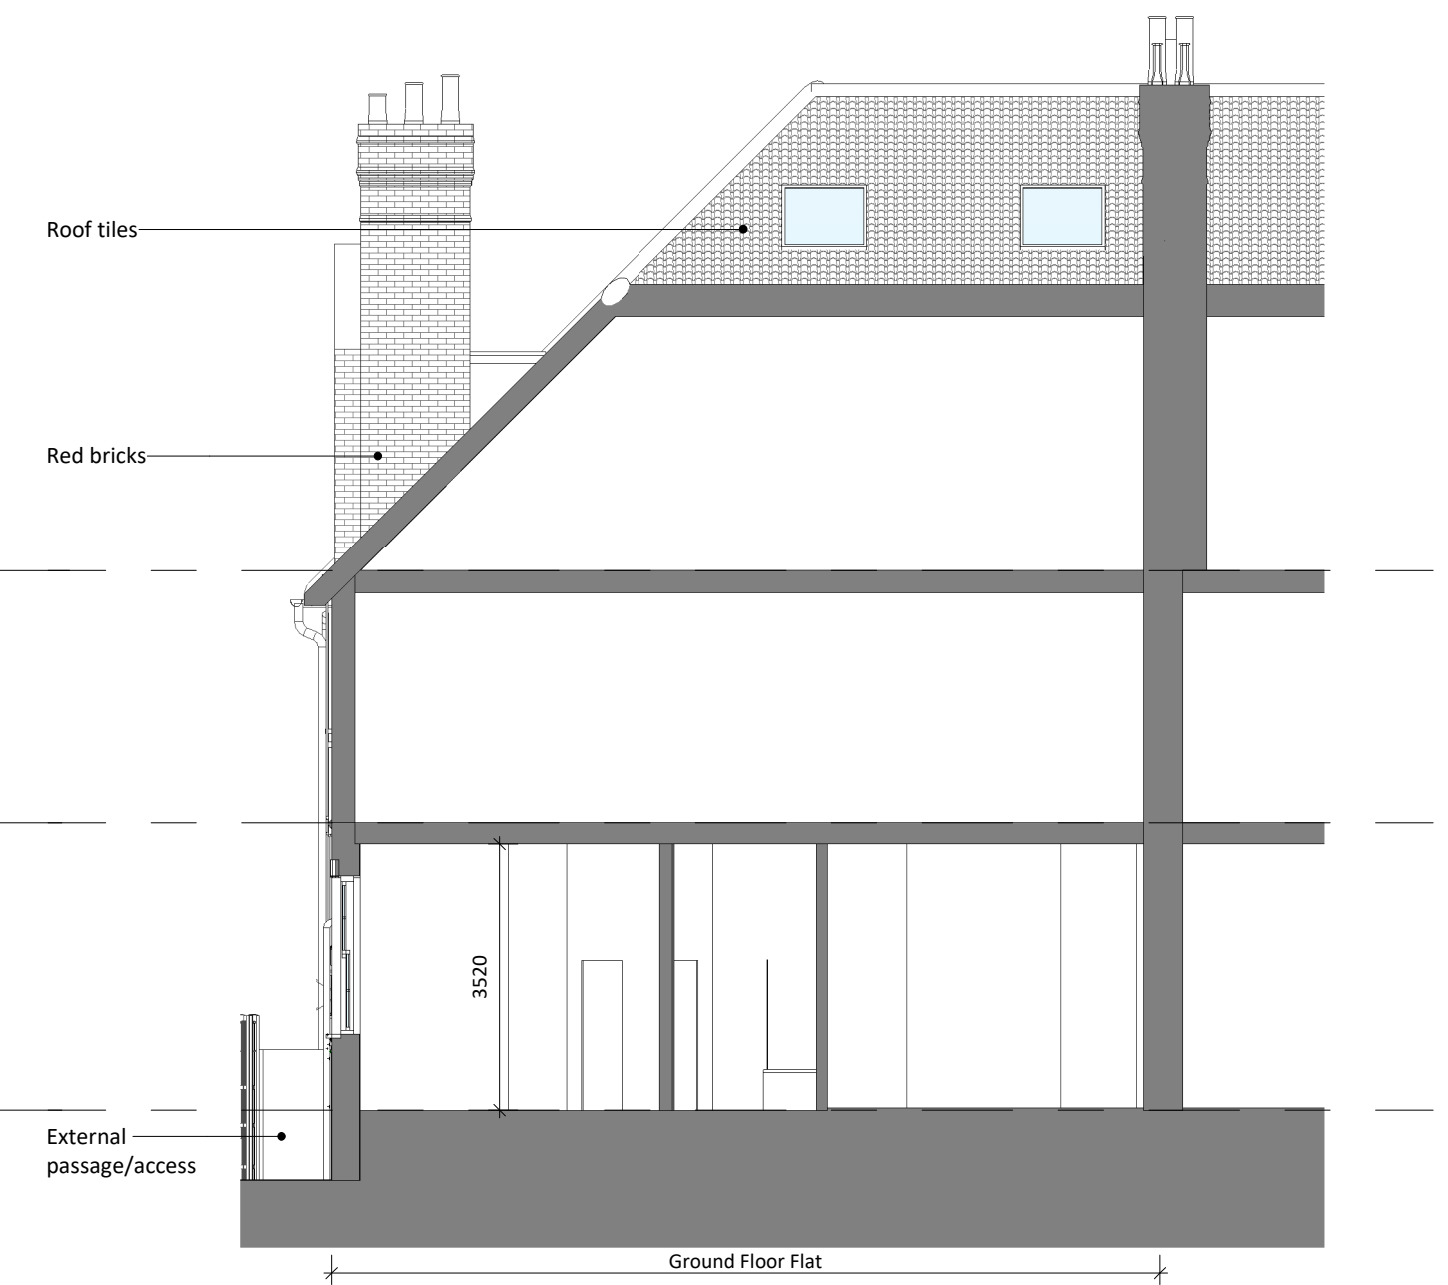 Roof tiles
Red bricks
3520
External
passage/access
Ground Floor Flat